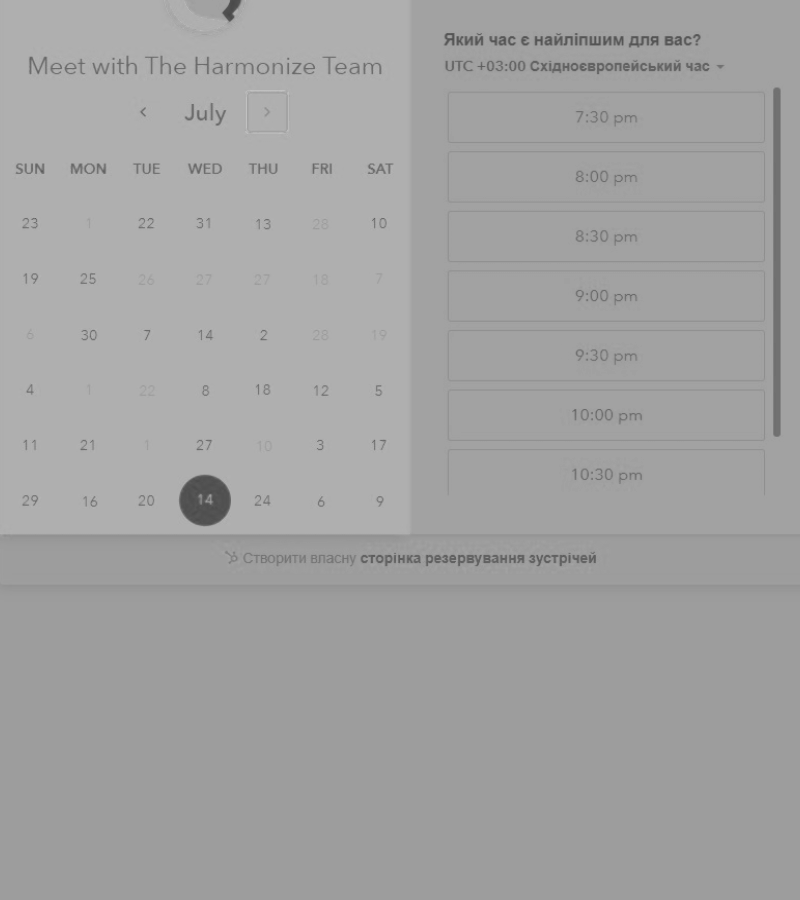 Meet with The Harmonize Team
July
SUN MON TUE WED THU FRI SAT
23 1 22 31 13 28 10
19 25 26 27 27 18 7
6 30 7 14 2 28 19
4 1 22 8 18 12 5
11 21 1 27 10 3 17
29 16 20 14 24 6 9
Який час є найліпшим для вас?
UTC +03:00 Східноєвропейський час
7:30 pm
8:00 pm
8:30 pm
9:00 pm
9:30 pm
10:00 pm
10:30 pm
Створити власну сторінка резервування зустрічей